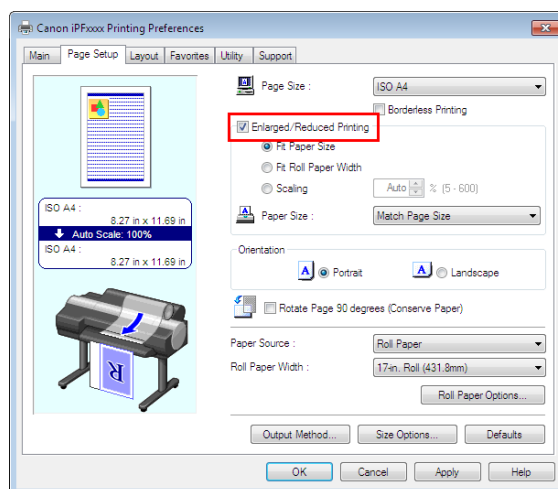 Canon iPFxxxx Printing Preferences
Main Page Setup Layout Favorites Utility Support
Page Size : ISO A4
Borderless Printing
Enlarged/Reduced Printing
Fit Paper Size
Fit Roll Paper Width
Scaling Auto % (5 - 600)
Paper Size : Match Page Size
ISO A4 :
8.27 in x 11.69 in
Auto Scale: 100%
ISO A4 :
8.27 in x 11.69 in
Orientation
A Portrait A Landscape
Rotate Page 90 degrees (Conserve Paper)
R
Paper Source : Roll Paper
Roll Paper Width : 17-in. Roll (431.8mm)
Roll Paper Options...
Output Method... Size Options... Defaults
OK Cancel Apply Help